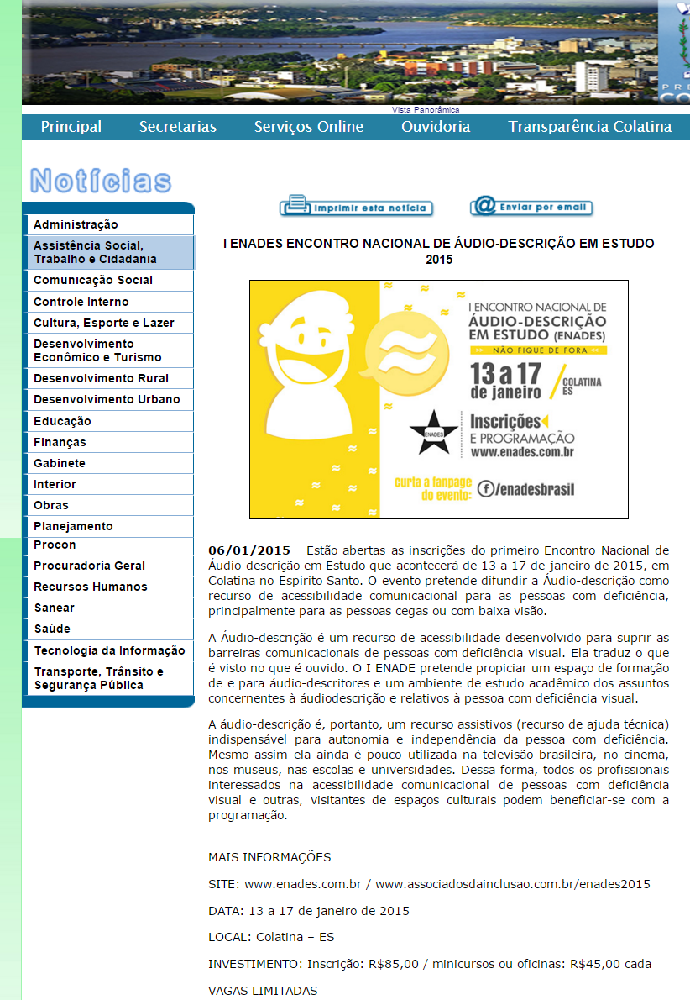 PRE
CO
Vista Panorâmica
Principal
Secretarias
Serviços Online
Ouvidoria
Transparência Colatina
Notícias
Administração
Assistência Social,
Trabalho e Cidadania
Comunicação Social
Controle Interno
Cultura, Esporte e Lazer
Desenvolvimento
Econômico e Turismo
Desenvolvimento Rural
Desenvolvimento Urbano
Educação
Finanças
Gabinete
Interior
Obras
Planejamento
Procon
Procuradoria Geral
Recursos Humanos
Sanear
Saúde
Tecnologia da Informação
Transporte, Trânsito e
Segurança Pública
Imprimir esta notícia
Enviar por email
I ENADES ENCONTRO NACIONAL DE ÁUDIO-DESCRIÇÃO EM ESTUDO
2015
I ENCONTRO NACIONAL DE
ÁUDIO-DESCRIÇÃO
EM ESTUDO (ENADES)
>> NÃO FIQUE DE FORA <<
13 a 17
de janeiro
COLATINA
ES
ENADES
Inscrições
E PROGRAMAÇÃO
www.enades.com.br
curta a fanpage
do evento:
/enadesbrasil
06/01/2015 - Estão abertas as inscrições do primeiro Encontro Nacional de
Áudio-descrição em Estudo que acontecerá de 13 a 17 de janeiro de 2015, em
Colatina no Espírito Santo. O evento pretende difundir a Áudio-descrição como
recurso de acessibilidade comunicacional para as pessoas com deficiência,
principalmente para as pessoas cegas ou com baixa visão.
A Áudio-descrição é um recurso de acessibilidade desenvolvido para suprir as
barreiras comunicacionais de pessoas com deficiência visual. Ela traduz o que
é visto no que é ouvido. O I ENADE pretende propiciar um espaço de formação
de e para áudio-descritores e um ambiente de estudo acadêmico dos assuntos
concernentes à áudiodescrição e relativos à pessoa com deficiência visual.
A áudio-descrição é, portanto, um recurso assistivos (recurso de ajuda técnica)
indispensável para autonomia e independência da pessoa com deficiência.
Mesmo assim ela ainda é pouco utilizada na televisão brasileira, no cinema,
nos museus, nas escolas e universidades. Dessa forma, todos os profissionais
interessados na acessibilidade comunicacional de pessoas com deficiência
visual e outras, visitantes de espaços culturais podem beneficiar-se com a
programação.
MAIS INFORMAÇÕES
SITE: www.enades.com.br / www.associadosdainclusao.com.br/enades2015
DATA: 13 a 17 de janeiro de 2015
LOCAL: Colatina – ES
INVESTIMENTO: Inscrição: R$85,00 / minicursos ou oficinas: R$45,00 cada
VAGAS LIMITADAS